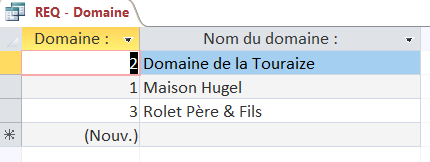 REQ - Domaine
Domaine : Nom du domaine :
2 Domaine de la Touraize
1 Maison Hugel
3 Rolet Père & Fils
(Nouv.)